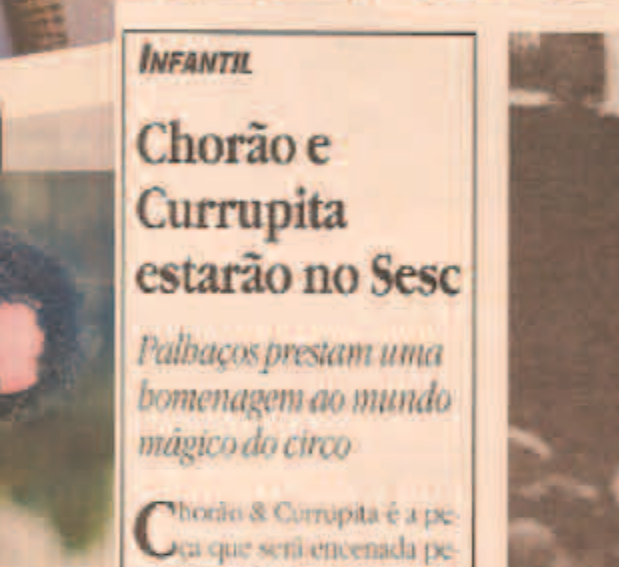 INFANTIL
Chorão e
Currupita
estarão no Sesc
Palhaços prestam uma
homenagem ao mundo
mágico do circo
Chorão & Currupita é a pe-
ça que será encenada pe-